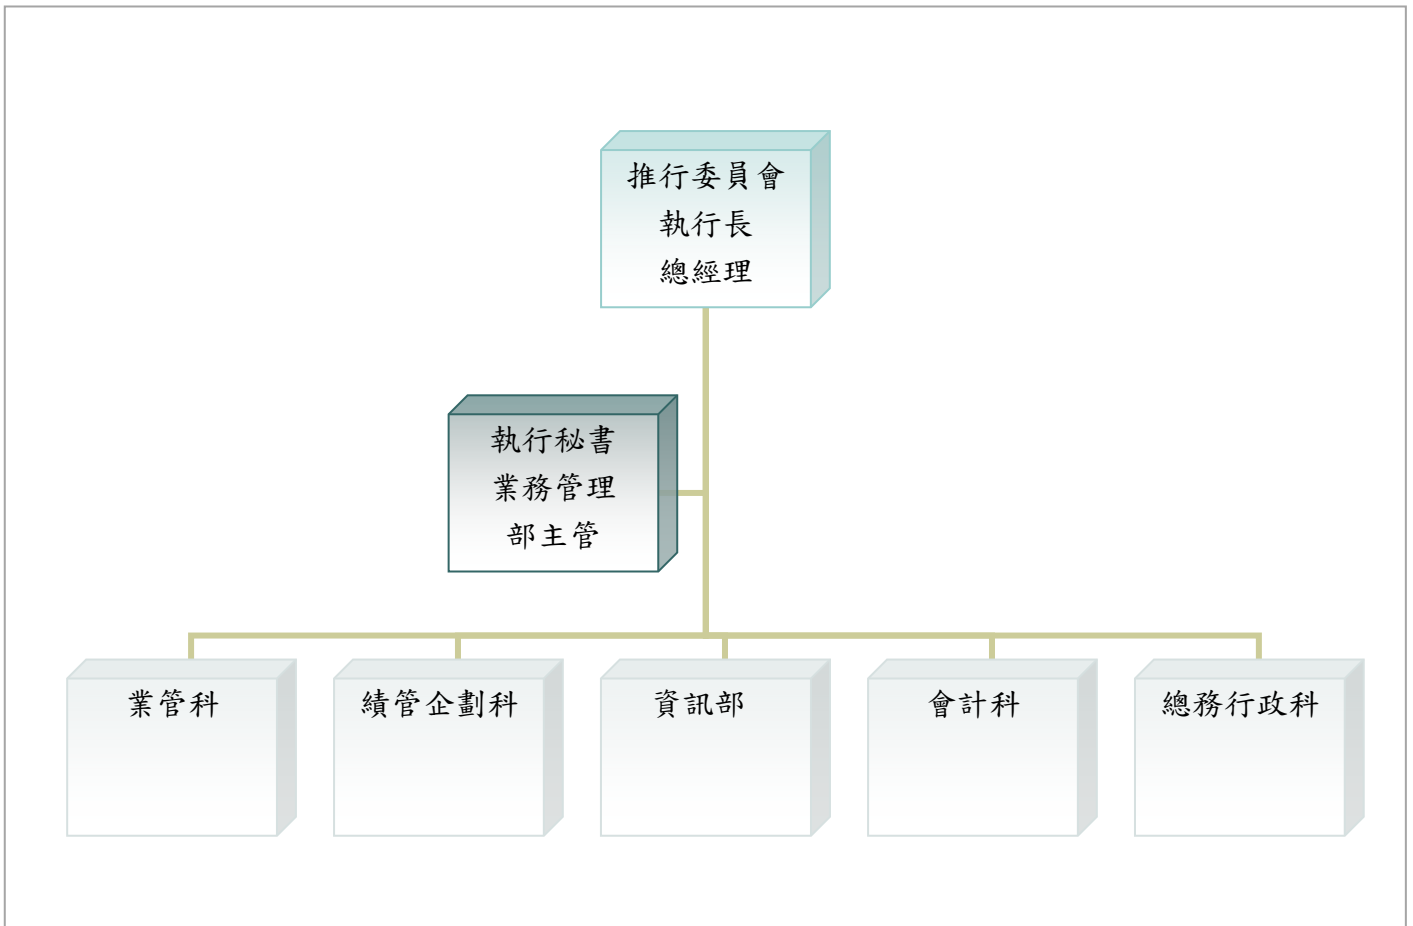 推行委員會
執行長
總經理
執行秘書
業務管理
部主管
業管科
績管企劃科
資訊部
會計科
總務行政科